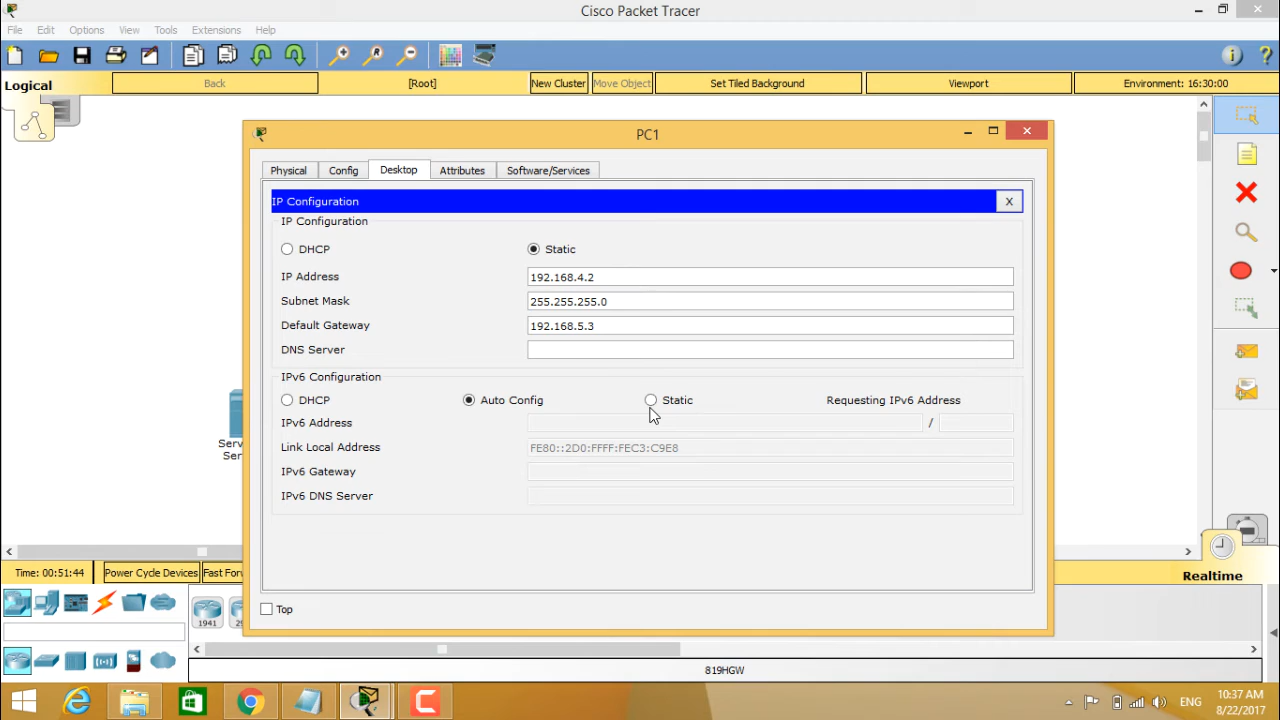 Cisco Packet Tracer
File Edit Options View Tools Extensions Help
Logical Back [Root] New Cluster Move Object Set Tiled Background Viewport Environment: 16:30:00
PC1
Physical Config Desktop Attributes Software/Services
IP Configuration X
IP Configuration
DHCP Static
IP Address 192.168.4.2
Subnet Mask 255.255.255.0
Default Gateway 192.168.5.3
DNS Server
IPv6 Configuration
DHCP Auto Config Static Requesting IPv6 Address
IPv6 Address /
Link Local Address FE80::2D0:FFFF:FEC3:C9E8
IPv6 Gateway
IPv6 DNS Server
Time: 00:51:44 Power Cycle Devices Fast For
Realtime
Top
1941
819HGW
ENG
10:37 AM
8/22/2017